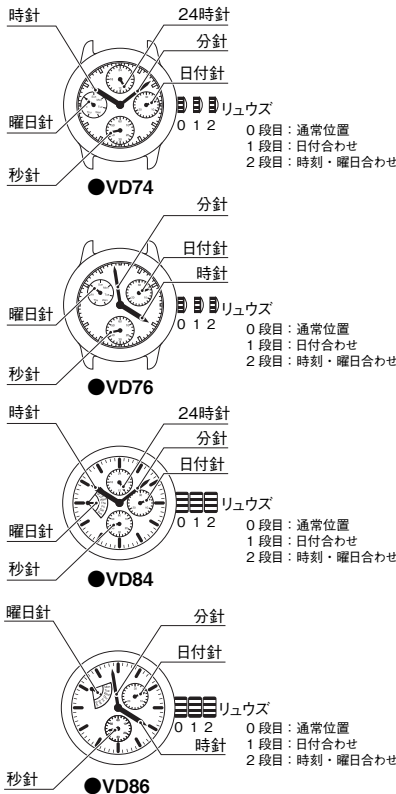 時針
24時針
分針
日付針
曜日針
リュウズ
0 1 2
0 段目：通常位置
1 段目：日付合わせ
2 段目：時刻・曜日合わせ
秒針
●VD74
分針
日付針
時針
曜日針
リュウズ
0 1 2
0 段目：通常位置
1 段目：日付合わせ
2 段目：時刻・曜日合わせ
秒針
●VD76
時針
24時針
分針
日付針
リュウズ
0 1 2
曜日針
0 段目：通常位置
1 段目：日付合わせ
2 段目：時刻・曜日合わせ
秒針
●VD84
曜日針
分針
日付針
リュウズ
0 1 2
時針
0 段目：通常位置
1 段目：日付合わせ
2 段目：時刻・曜日合わせ
秒針
●VD86